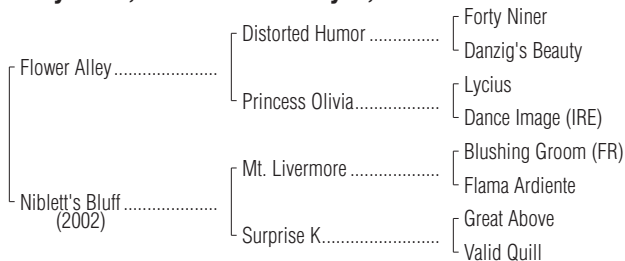 Forty Niner
Distorted Humor ...............
Danzig's Beauty
Flower Alley......................
Lycius
Princess Olivia..................
Dance Image (IRE)
Blushing Groom (FR)
Mt. Livermore ...................
Flama Ardiente
Niblett's Bluff ....................
(2002)
Great Above
Surprise K.........................
Valid Quill